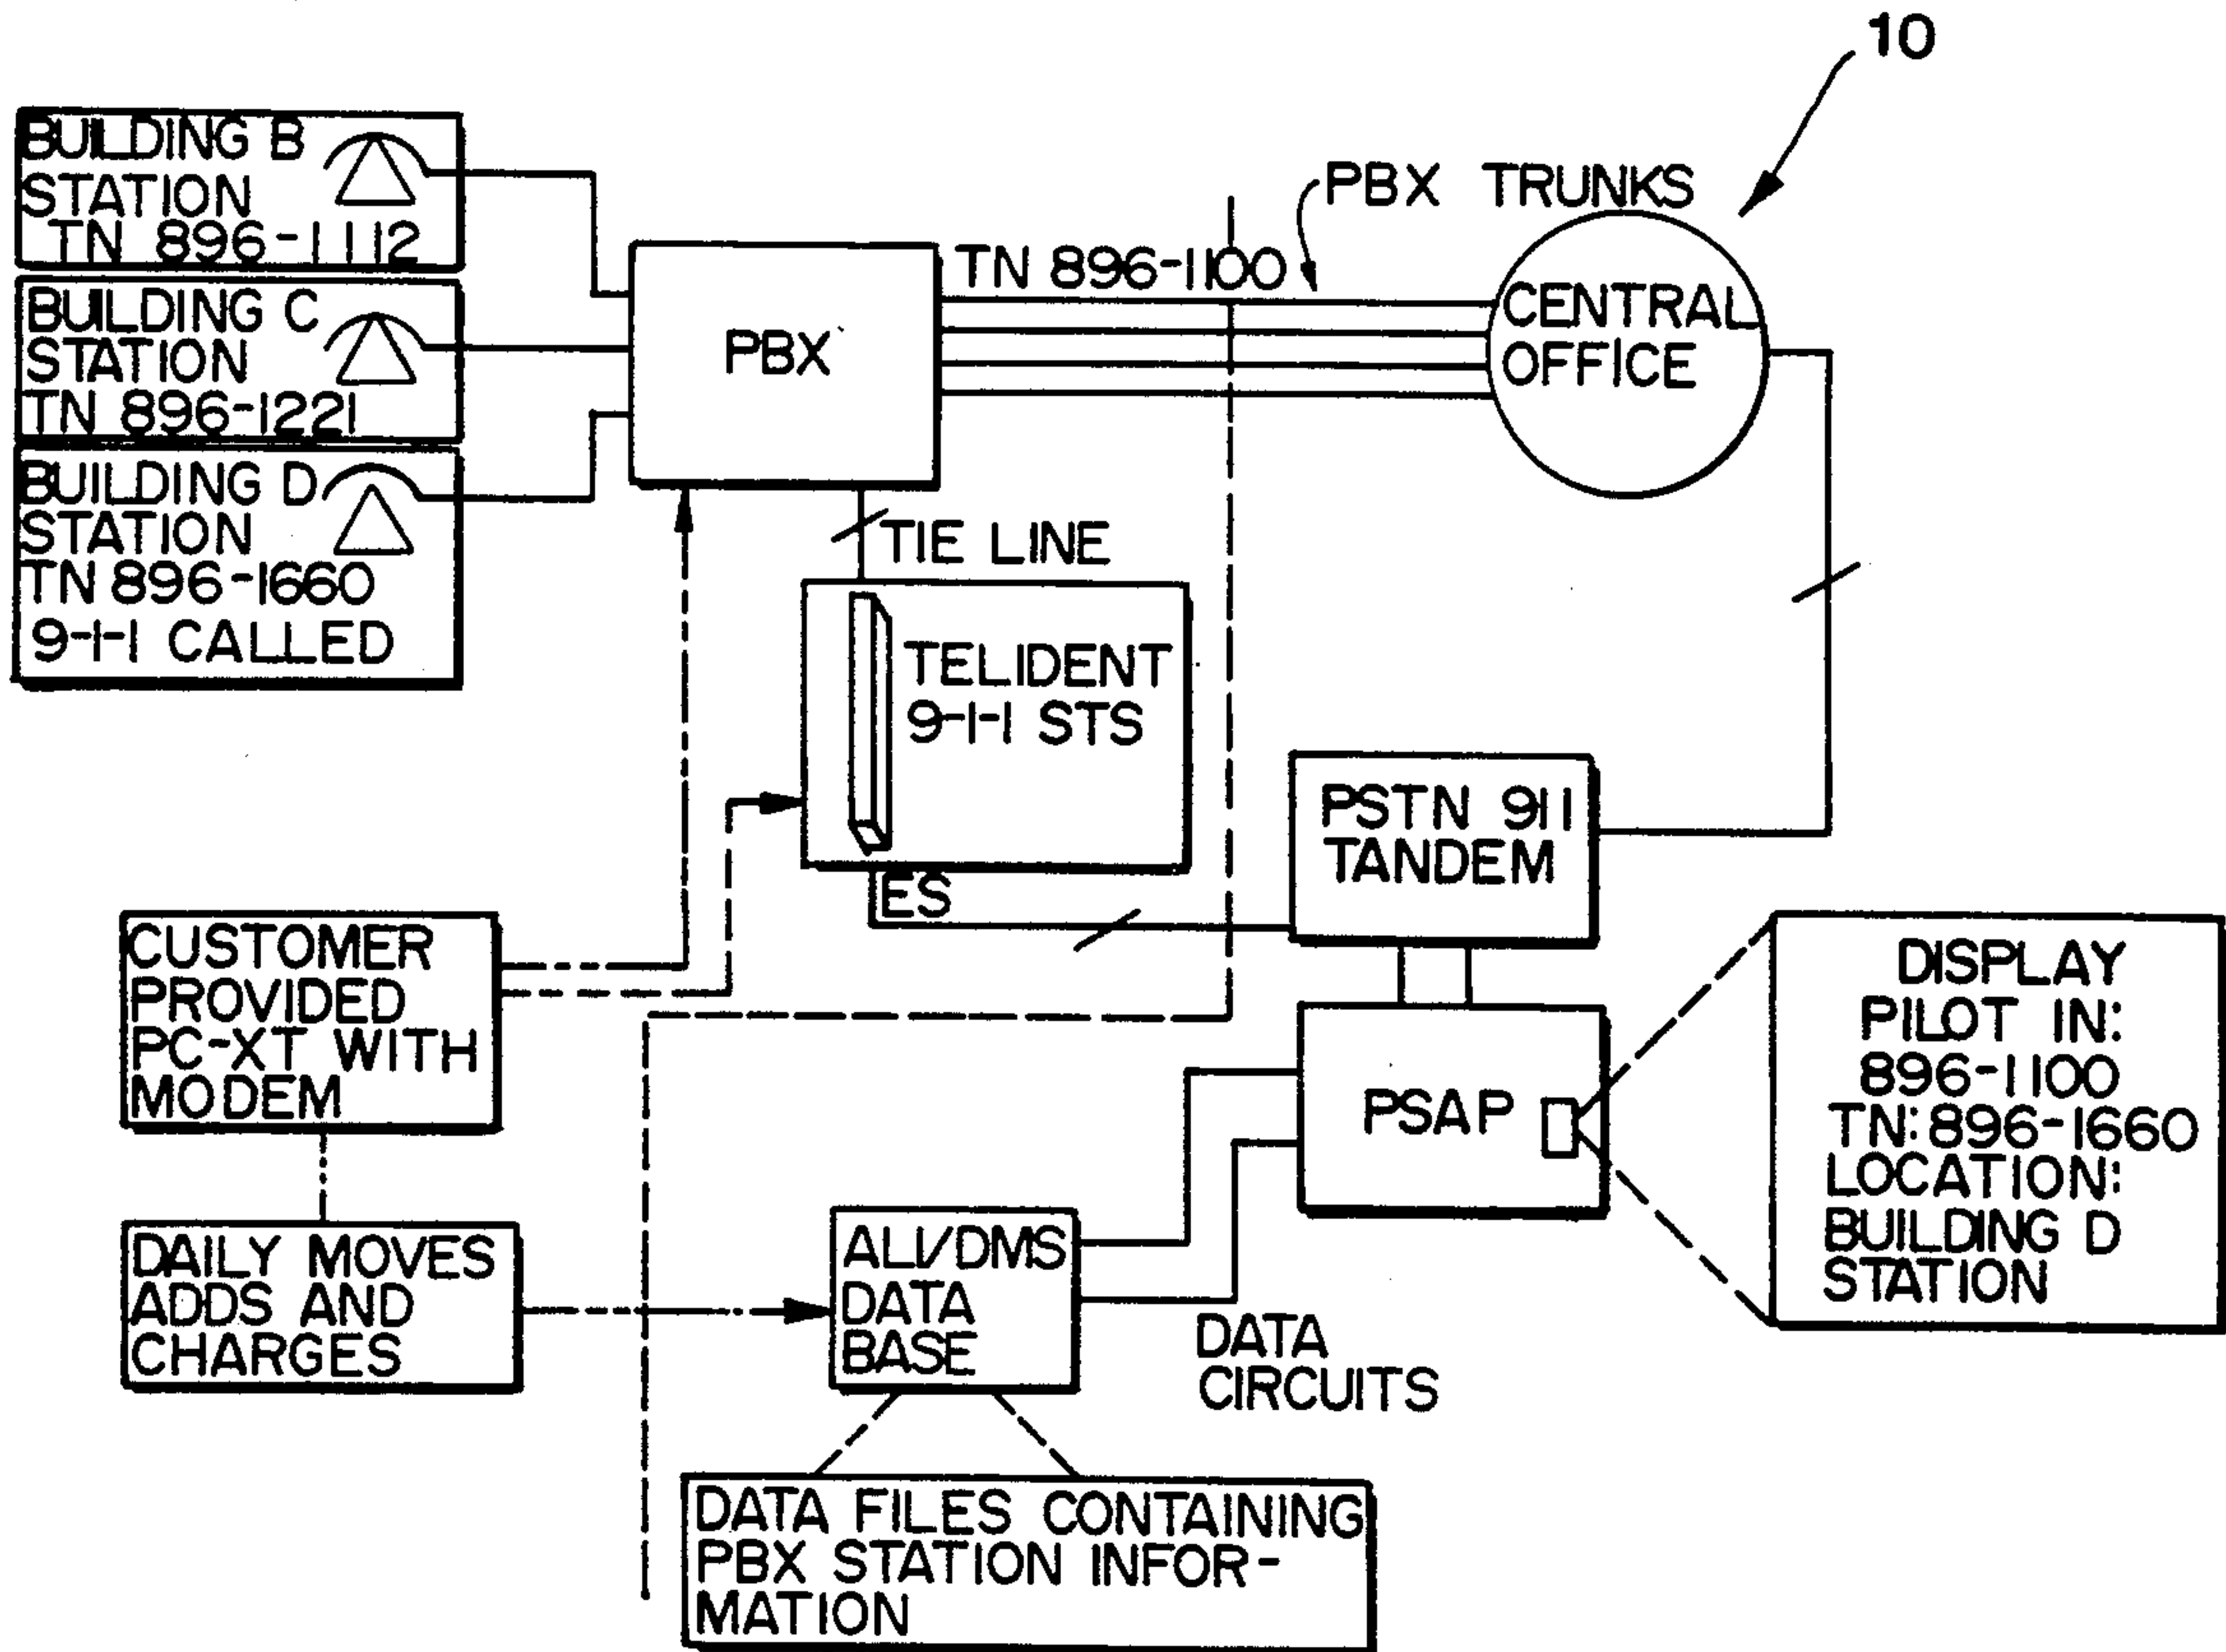 10
BUILDING B
STATION
TN 896-1112
BUILDING C
STATION
TN 896-1221
BUILDING D
STATION
TN 896-1660
9-1-1 CALLED
PBX
TN 896-1100
PBX TRUNKS
CENTRAL
OFFICE
TIE LINE
TELIDENT
9-1-1 STS
ES
PSTN 911
TANDEM
CUSTOMER
PROVIDED
PC-XT WITH
MODEM
PSAP
DISPLAY
PILOT IN:
896-1100
TN: 896-1660
LOCATION:
BUILDING D
STATION
DAILY MOVES
ADDS AND
CHARGES
ALI/DMS
DATA
BASE
DATA
CIRCUITS
DATA FILES CONTAINING
PBX STATION INFOR-
MATION